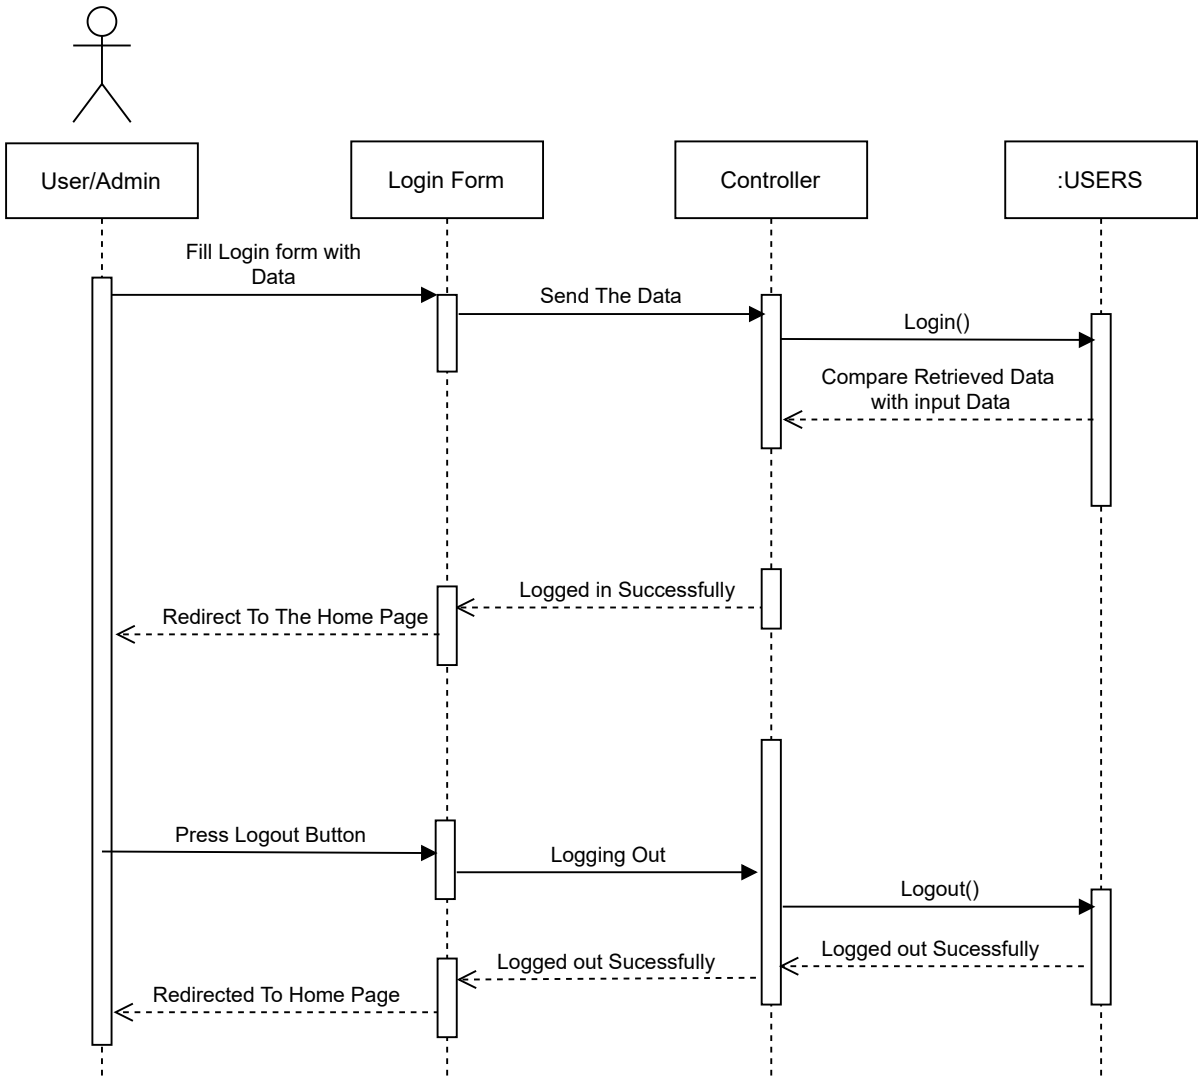 User/Admin
Login Form
Controller
:USERS
Fill Login form with
Data
Send The Data
Login()
Compare Retrieved Data
with input Data
Logged in Successfully
Redirect To The Home Page
Press Logout Button
Logging Out
Logout()
Logged out Sucessfully
Logged out Sucessfully
Redirected To Home Page